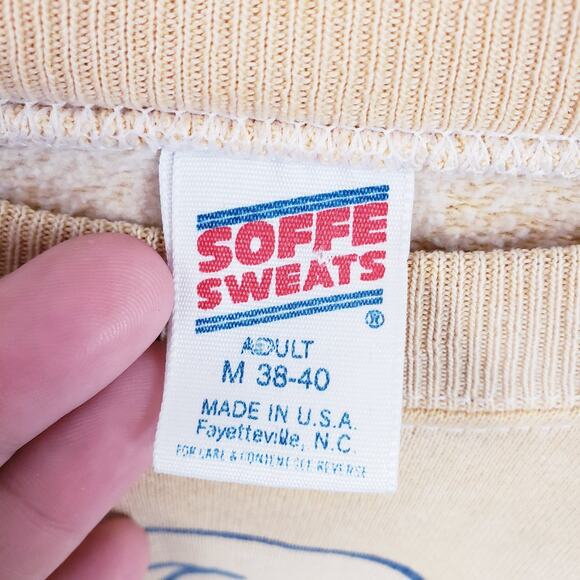 SOFFE
SWEATS
®
ADULT
M 38-40
MADE IN U.S.A.
Fayetteville, N.C.
FOR CARE & CONTENT SEE REVERSE